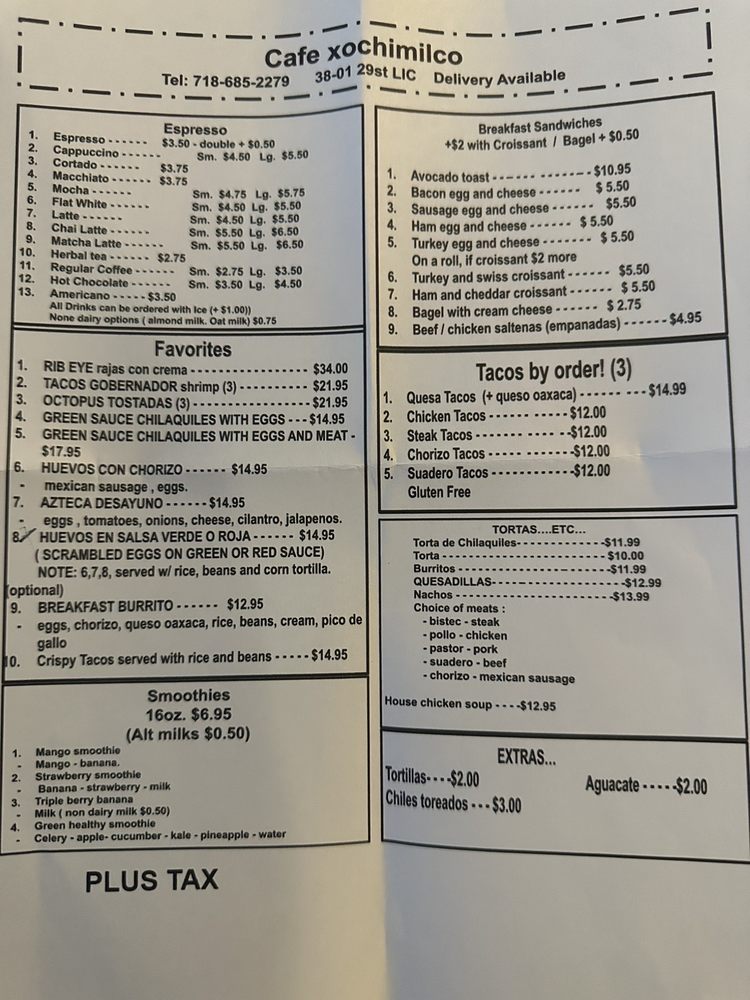 Cafe xochimilco
Tel: 718-685-2279 38-01 29st LIC Delivery Available
Espresso
1. Espresso - - - - - - $3.50 - double + $0.50
2. Cappuccino - - - - - - Sm. $4.50 Lg. $5.50
3. Cortado - - - - - - $3.75
4. Macchiato - - - - - - $3.75
5. Mocha - - - - - - Sm. $4.75 Lg. $5.75
6. Flat White - - - - - - Sm. $4.50 Lg. $5.50
7. Latte - - - - - - Sm. $4.50 Lg. $5.50
8. Chai Latte - - - - - - Sm. $5.50 Lg. $6.50
9. Matcha Latte - - - - - - Sm. $5.50 Lg. $6.50
10. Herbal tea - - - - - - $2.75
11. Regular Coffee - - - - - - Sm. $2.75 Lg. $3.50
12. Hot Chocolate - - - - - - Sm. $3.50 Lg. $4.50
13. Americano - - - - - $3.50
All Drinks can be ordered with Ice (+ $1.00))
None dairy options ( almond milk. Oat milk) $0.75
Favorites
1. RIB EYE rajas con crema - - - - - - - - - - - - - - - - - - $34.00
2. TACOS GOBERNADOR shrimp (3) - - - - - - - - - - - $21.95
3. OCTOPUS TOSTADAS (3) - - - - - - - - - - - - - - - - - - $21.95
4. GREEN SAUCE CHILAQUILES WITH EGGS - - - $14.95
5. GREEN SAUCE CHILAQUILES WITH EGGS AND MEAT -
$17.95
6. HUEVOS CON CHORIZO - - - - - - $14.95
- mexican sausage , eggs.
7. AZTECA DESAYUNO - - - - - - $14.95
- eggs , tomatoes, onions, cheese, cilantro, jalapenos.
8. HUEVOS EN SALSA VERDE O ROJA - - - - - - $14.95
( SCRAMBLED EGGS ON GREEN OR RED SAUCE)
NOTE: 6,7,8, served w/ rice, beans and corn tortilla.
(optional)
9. BREAKFAST BURRITO - - - - - - $12.95
- eggs, chorizo, queso oaxaca, rice, beans, cream, pico de
gallo
10. Crispy Tacos served with rice and beans - - - - - $14.95
Smoothies
16oz. $6.95
(Alt milks $0.50)
1. Mango smoothie
- Mango - banana.
2. Strawberry smoothie
- Banana - strawberry - milk
3. Triple berry banana
- Milk ( non dairy milk $0.50)
4. Green healthy smoothie
- Celery - apple- cucumber - kale - pineapple - water
PLUS TAX
Breakfast Sandwiches
+$2 with Croissant / Bagel + $0.50
1. Avocado toast - - - - - - - - - - - - - $10.95
2. Bacon egg and cheese - - - - - - $ 5.50
3. Sausage egg and cheese - - - - - - $5.50
4. Ham egg and cheese - - - - - - $ 5.50
5. Turkey egg and cheese - - - - - - $ 5.50
On a roll, if croissant $2 more
6. Turkey and swiss croissant - - - - - - $5.50
7. Ham and cheddar croissant - - - - - - $ 5.50
8. Bagel with cream cheese - - - - - - $ 2.75
9. Beef / chicken saltenas (empanadas) - - - - - - $4.95
Tacos by order! (3)
1. Quesa Tacos (+ queso oaxaca) - - - - - - - - - $14.99
2. Chicken Tacos - - - - - - - - - - - $12.00
3. Steak Tacos - - - - - - - - - - - - -$12.00
4. Chorizo Tacos - - - - - - - - - - - -$12.00
5. Suadero Tacos - - - - - - - - - - - -$12.00
Gluten Free
TORTAS....ETC...
Torta de Chilaquiles- - - - - - - - - - - - - -$11.99
Torta - - - - - - - - - - - - - - - - - - - - - - - $10.00
Burritos - - - - - - - - - - - - - - - - - - - - -$11.99
QUESADILLAS- - - - - - - - - - - - - - - - -$12.99
Nachos - - - - - - - - - - - - - - - - - - - - -$13.99
Choice of meats :
- bistec - steak
- pollo - chicken
- pastor - pork
- suadero - beef
- chorizo - mexican sausage
House chicken soup - - - -$12.95
EXTRAS...
Tortillas- - - -$2.00 Aguacate - - - - -$2.00
Chiles toreados - - - $3.00